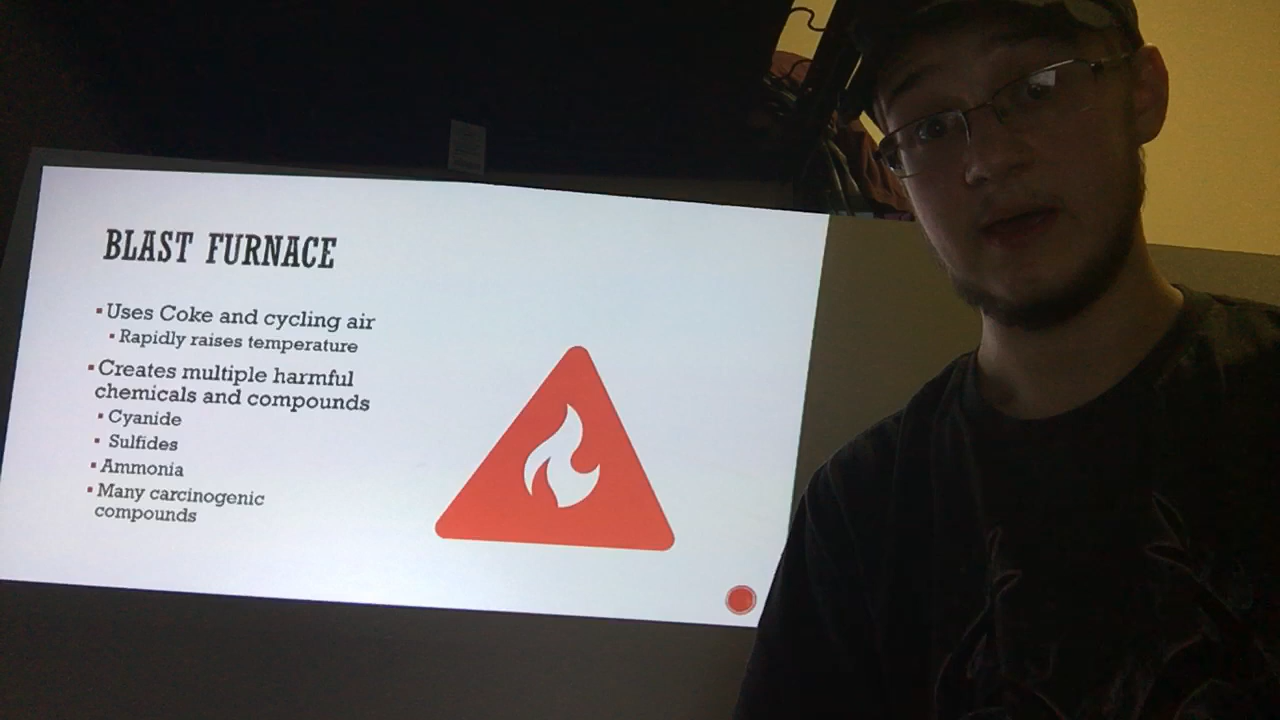 BLAST FURNACE
▪ Uses Coke and cycling air
▪ Rapidly raises temperature
▪ Creates multiple harmful
chemicals and compounds
▪ Cyanide
▪ Sulfides
▪ Ammonia
▪ Many carcinogenic
compounds